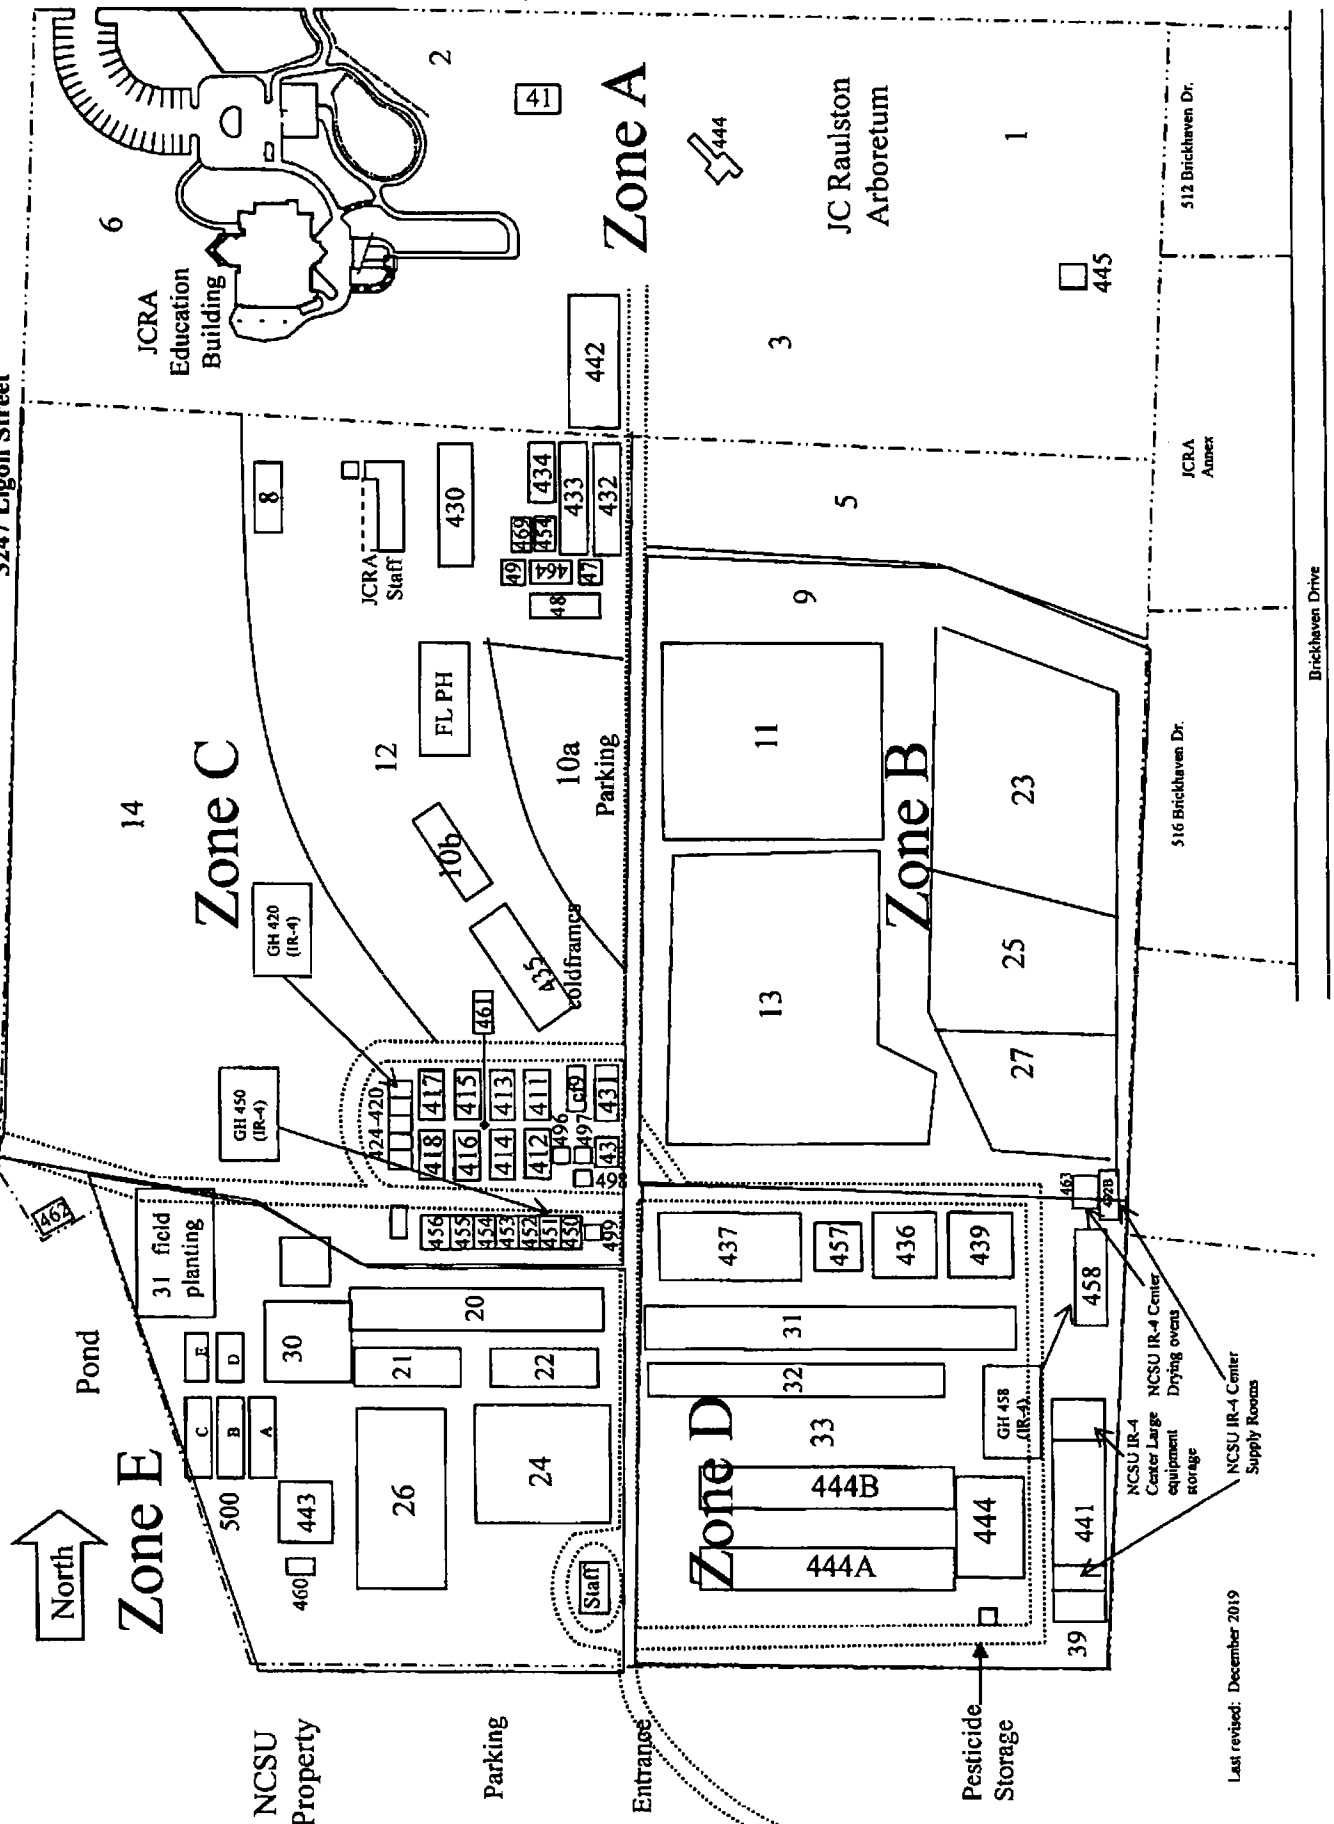 3247 Ligon Street
North
Zone E
Pond
NCSU
Property
Parking
Entrance
Pesticide
Storage
Last revised: December 2019
462
31 field
planting
E
D
C
B
A
500
443
460
30
20
21
22
26
24
Staff
456
455
454
453
452
451
450
499
GH 450
(IR-4)
GH 420
(IR-4)
14
Zone C
424-420
418
417
416
415
414
413
412
411
461
496
497
498
cf9
431
43
435
coldframes
10b
10a
Parking
12
FL PH
8
JCRA
Staff
430
49
469
454
434
464
433
48
47
432
6
JCRA
Education
Building
2
41
Zone A
442
444
JC Raulston
Arboretum
1
3
445
5
9
11
13
Zone B
23
25
27
Zone D
437
457
436
439
31
32
33
444B
444A
444
GH 458
(IR-4)
458
463
492B
441
39
NCSU IR-4
Center Large
equipment
storage
NCSU IR-4 Center
Drying ovens
NCSU IR-4 Center
Supply Rooms
516 Brickhaven Dr.
JCRA
Annex
512 Brickhaven Dr.
Brickhaven Drive